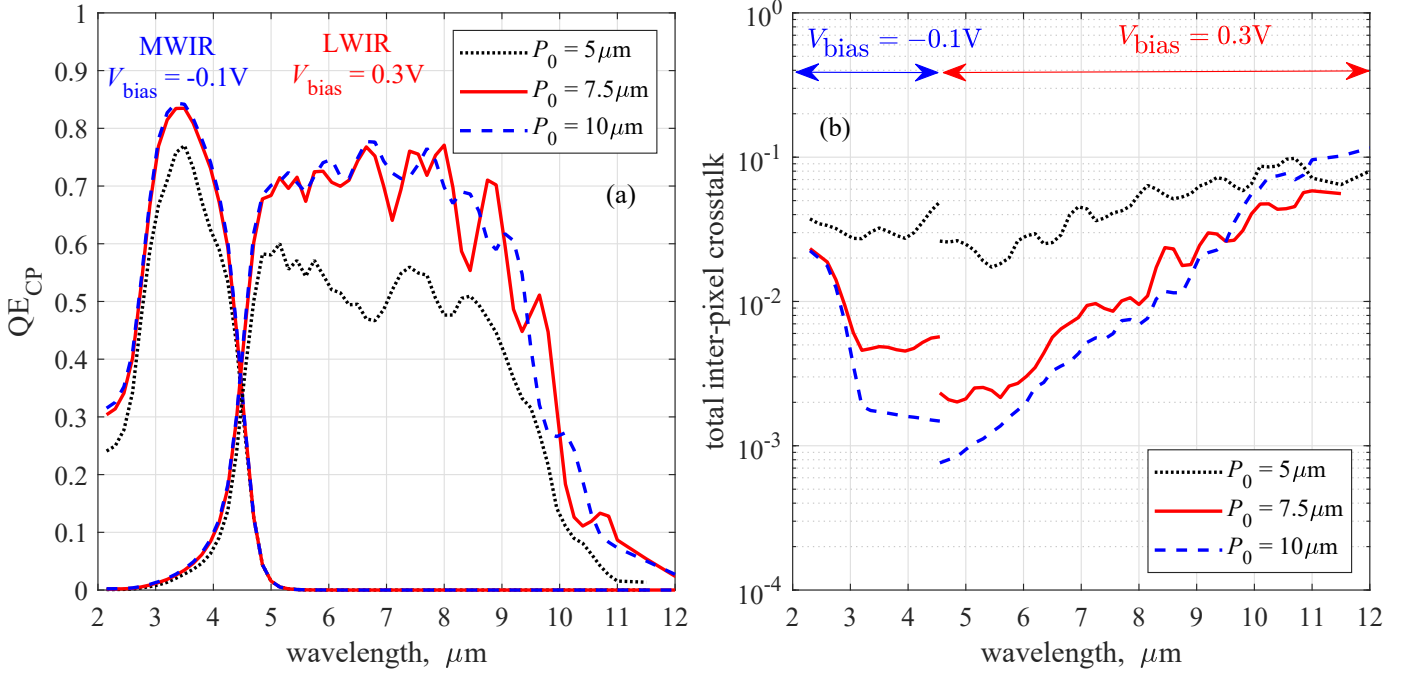 MWIR
V_bias = -0.1V
LWIR
V_bias = 0.3V
P_0 = 5μm
P_0 = 7.5μm
P_0 = 10μm
(a)
QE_CP
1
0.9
0.8
0.7
0.6
0.5
0.4
0.3
0.2
0.1
0
2 3 4 5 6 7 8 9 10 11 12
wavelength, μm
V_bias = −0.1V
V_bias = 0.3V
(b)
total inter-pixel crosstalk
10^0
10^-1
10^-2
10^-3
10^-4
P_0 = 5μm
P_0 = 7.5μm
P_0 = 10μm
2 3 4 5 6 7 8 9 10 11 12
wavelength, μm